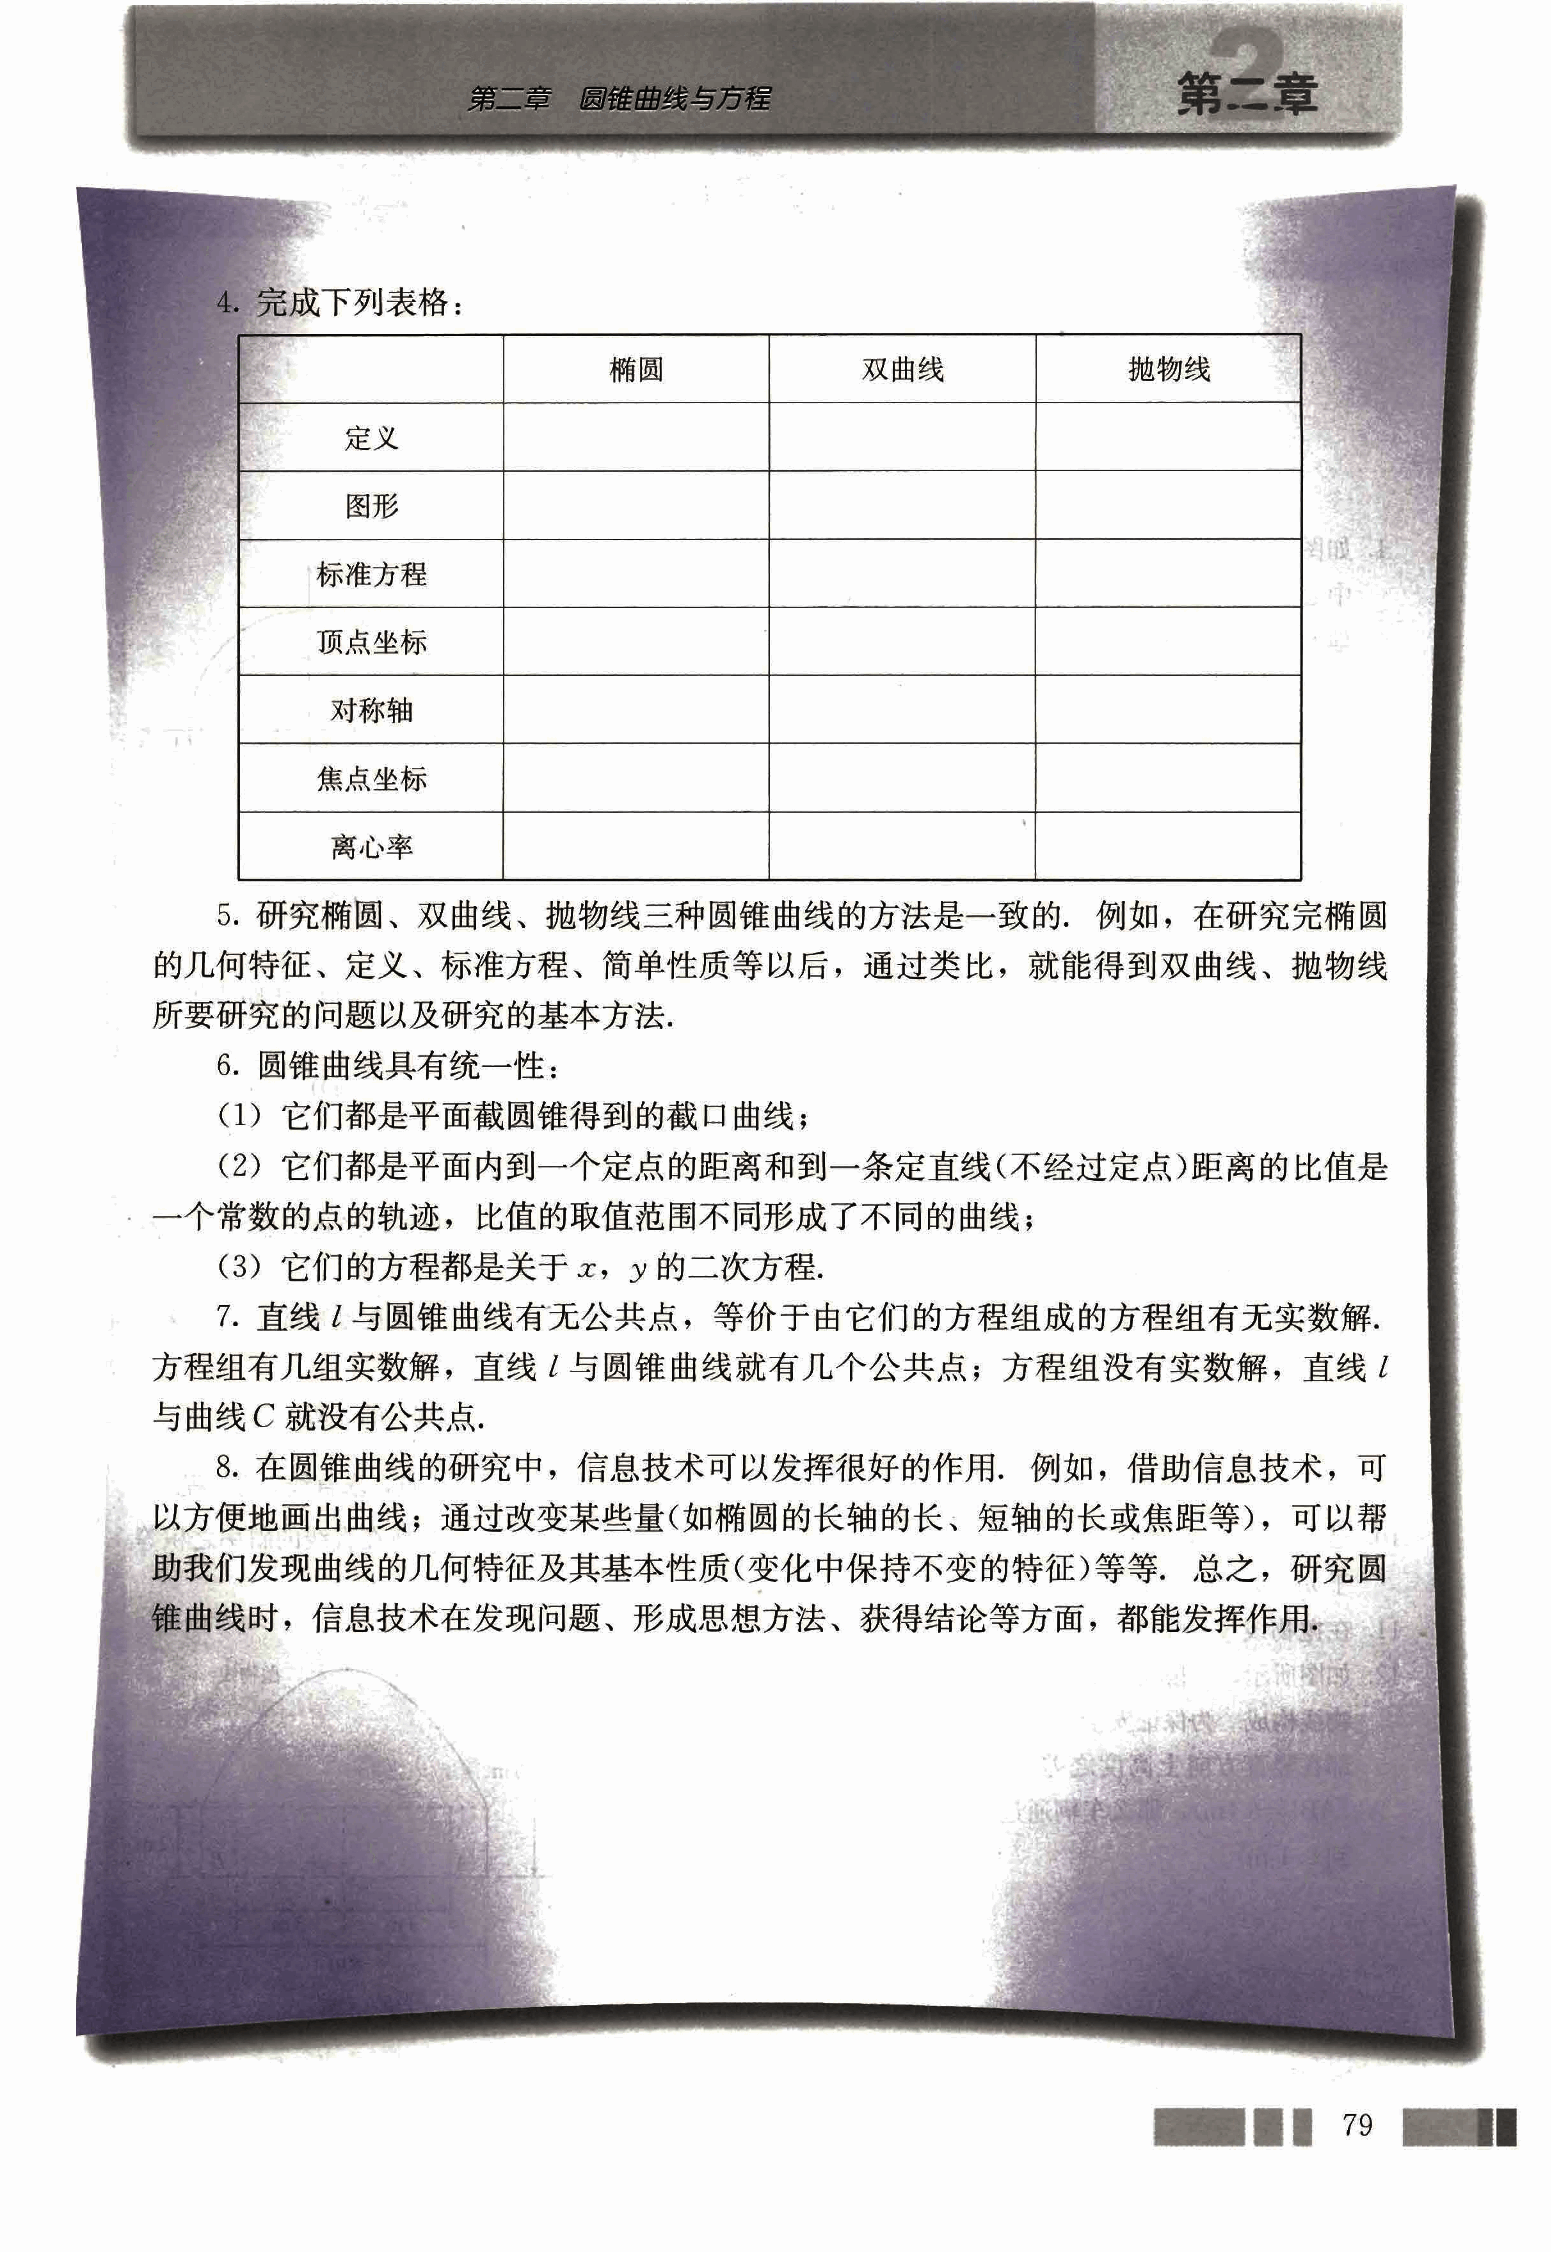 第二章 圆锥曲线与方程
第二章
4. 完成下列表格：
椭圆 双曲线 抛物线
定义
图形
标准方程
顶点坐标
对称轴
焦点坐标
离心率
5. 研究椭圆、双曲线、抛物线三种圆锥曲线的方法是一致的. 例如，在研究完椭圆
的几何特征、定义、标准方程、简单性质等以后，通过类比，就能得到双曲线、抛物线
所要研究的问题以及研究的基本方法.
6. 圆锥曲线具有统一性：
（1）它们都是平面截圆锥得到的截口曲线；
（2）它们都是平面内到一个定点的距离和到一条定直线(不经过定点)距离的比值是
一个常数的点的轨迹，比值的取值范围不同形成了不同的曲线；
（3）它们的方程都是关于 x，y 的二次方程.
7. 直线 l 与圆锥曲线有无公共点，等价于由它们的方程组成的方程组有无实数解.
方程组有几组实数解，直线 l 与圆锥曲线就有几个公共点；方程组没有实数解，直线 l
与曲线 C 就没有公共点.
8. 在圆锥曲线的研究中，信息技术可以发挥很好的作用. 例如，借助信息技术，可
以方便地画出曲线；通过改变某些量(如椭圆的长轴的长、短轴的长或焦距等)，可以帮
助我们发现曲线的几何特征及其基本性质(变化中保持不变的特征)等等. 总之，研究圆
锥曲线时，信息技术在发现问题、形成思想方法、获得结论等方面，都能发挥作用.
79